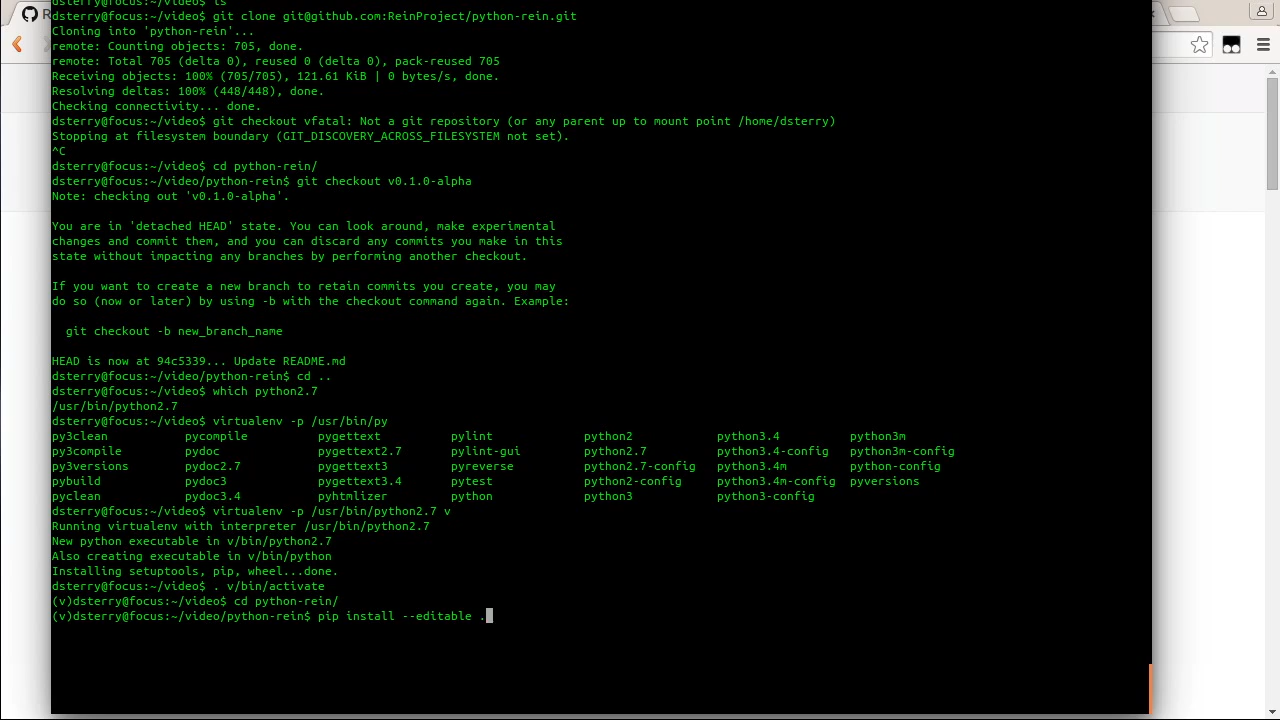 dsterry@focus:~/video$ ls
dsterry@focus:~/video$ git clone git@github.com:ReinProject/python-rein.git
Cloning into 'python-rein'...
remote: Counting objects: 705, done.
remote: Total 705 (delta 0), reused 0 (delta 0), pack-reused 705
Receiving objects: 100% (705/705), 121.61 KiB | 0 bytes/s, done.
Resolving deltas: 100% (448/448), done.
Checking connectivity... done.
dsterry@focus:~/video$ git checkout vfatal: Not a git repository (or any parent up to mount point /home/dsterry)
Stopping at filesystem boundary (GIT_DISCOVERY_ACROSS_FILESYSTEM not set).
^C
dsterry@focus:~/video$ cd python-rein/
dsterry@focus:~/video/python-rein$ git checkout v0.1.0-alpha
Note: checking out 'v0.1.0-alpha'.
You are in 'detached HEAD' state. You can look around, make experimental
changes and commit them, and you can discard any commits you make in this
state without impacting any branches by performing another checkout.
If you want to create a new branch to retain commits you create, you may
do so (now or later) by using -b with the checkout command again. Example:
git checkout -b new_branch_name
HEAD is now at 94c5339... Update README.md
dsterry@focus:~/video/python-rein$ cd ..
dsterry@focus:~/video$ which python2.7
/usr/bin/python2.7
dsterry@focus:~/video$ virtualenv -p /usr/bin/py
py3clean pycompile pygettext pylint python2 python3.4 python3m
py3compile pydoc pygettext2.7 pylint-gui python2.7 python3.4-config python3m-config
py3versions pydoc2.7 pygettext3 pyreverse python2.7-config python3.4m python-config
pybuild pydoc3 pygettext3.4 pytest python2-config python3.4m-config pyversions
pyclean pydoc3.4 pyhtmlizer python python3 python3-config
dsterry@focus:~/video$ virtualenv -p /usr/bin/python2.7 v
Running virtualenv with interpreter /usr/bin/python2.7
New python executable in v/bin/python2.7
Also creating executable in v/bin/python
Installing setuptools, pip, wheel...done.
dsterry@focus:~/video$ . v/bin/activate
(v)dsterry@focus:~/video$ cd python-rein/
(v)dsterry@focus:~/video/python-rein$ pip install --editable .